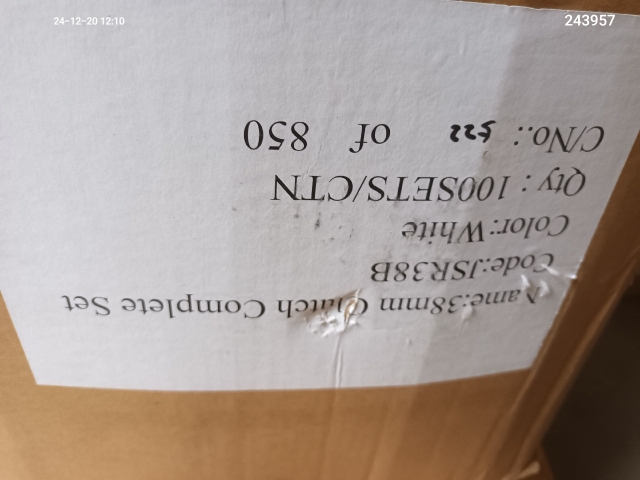 24-12-20 12:10
243957
Name:38mm Clutch Complete Set
Code:JSR38B
Color:White
Qty : 100SETS/CTN
C/No.: 522 of 850